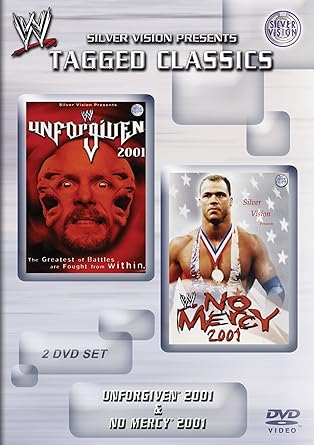 W
SILVER VISION PRESENTS
SILVER VISION
TAGGED CLASSICS
Silver Vision Presents
W
UNFORGIVEN
2001
The Greatest of Battles
are Fought from Within.
Silver
Vision
Presents
W
NO
MERCY
2001
2 DVD SET
UNFORGIVEN 2001
&
NO MERCY 2001
DVD
VIDEO